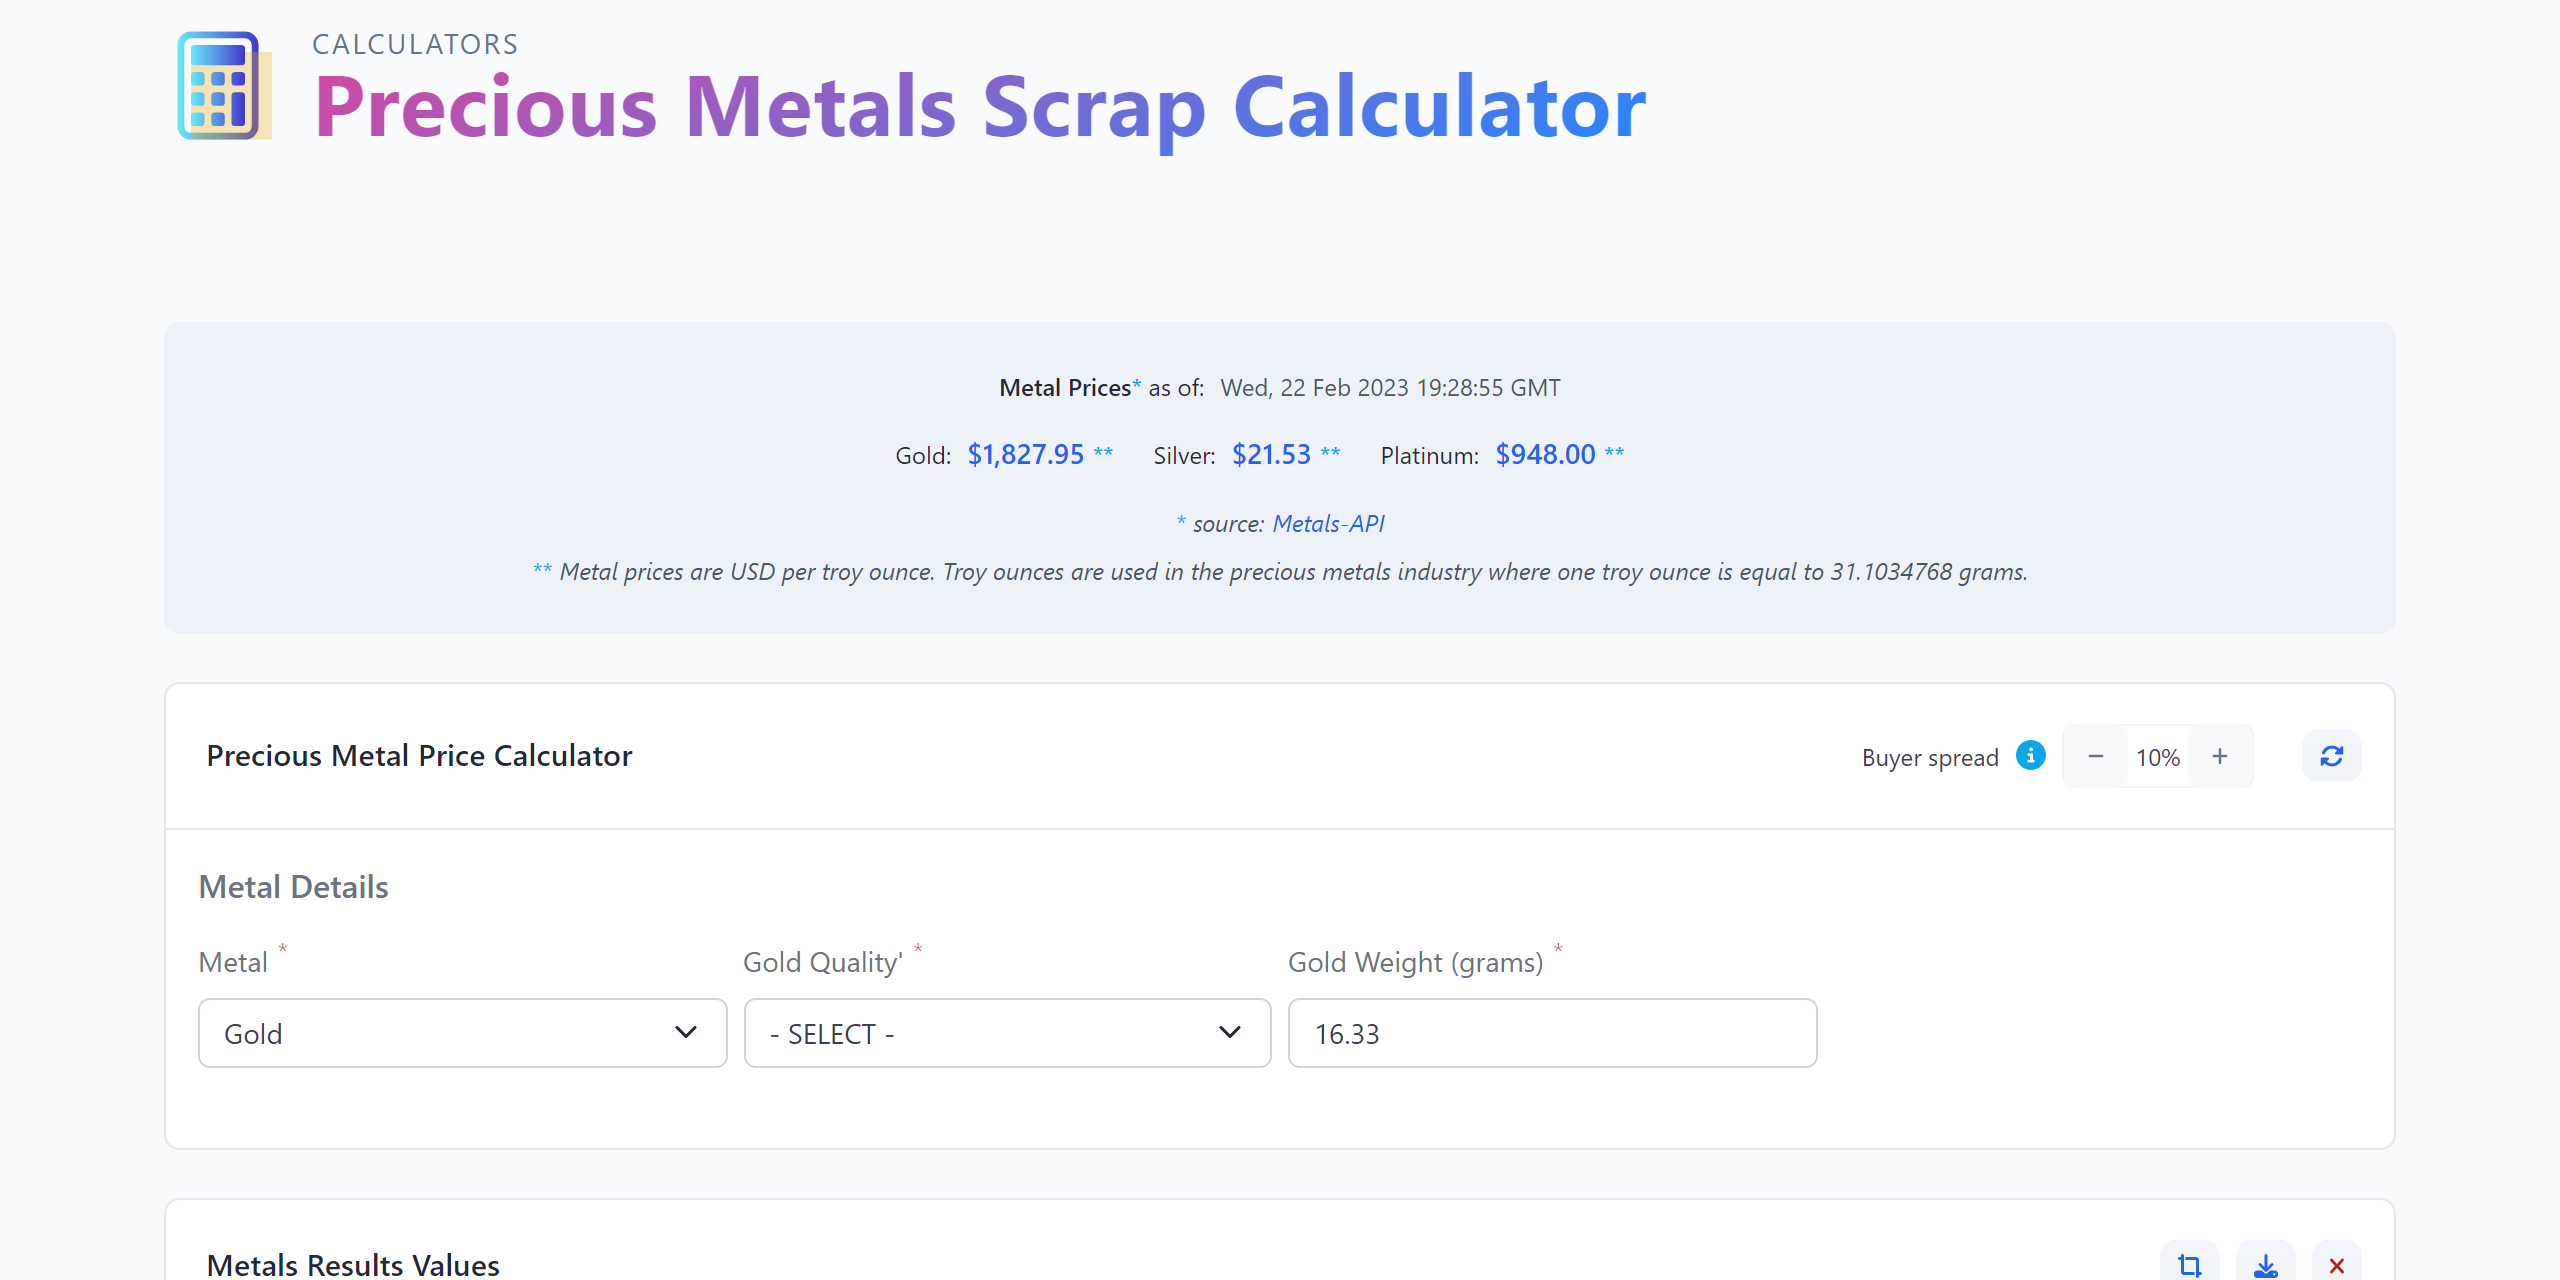 CALCULATORS
Precious Metals Scrap Calculator
Metal Prices* as of: Wed, 22 Feb 2023 19:28:55 GMT
Gold: $1,827.95 ** Silver: $21.53 ** Platinum: $948.00 **
* source: Metals-API
** Metal prices are USD per troy ounce. Troy ounces are used in the precious metals industry where one troy ounce is equal to 31.1034768 grams.
Precious Metal Price Calculator
Buyer spread i − 10% +
Metal Details
Metal * Gold Quality' * Gold Weight (grams) *
Gold - SELECT - 16.33
Metals Results Values